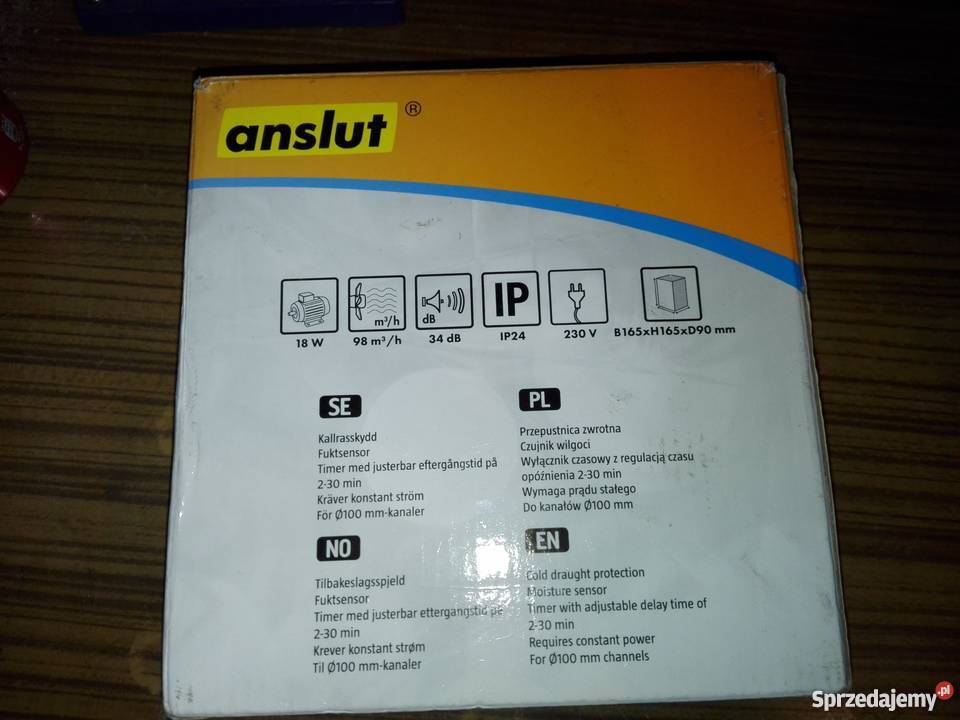 anslut ®
m³/h
dB
IP
18 W
98 m³/h
34 dB
IP24
230 V
B165xH165xD90 mm
SE
Kallrasskydd
Fuktsensor
Timer med justerbar eftergångstid på
2-30 min
Kräver konstant ström
För Ø100 mm-kanaler
PL
Przepustnica zwrotna
Czujnik wilgoci
Wyłącznik czasowy z regulacją czasu
opóźnienia 2-30 min
Wymaga prądu stałego
Do kanałów Ø100 mm
NO
Tilbakeslagsspjeld
Fuktsensor
Timer med justerbar ettergangstid på
2-30 min
Krever konstant strøm
Til Ø100 mm-kanaler
EN
Cold draught protection
Moisture sensor
Timer with adjustable delay time of
2-30 min
Requires constant power
For Ø100 mm channels
Sprzedajemy.pl